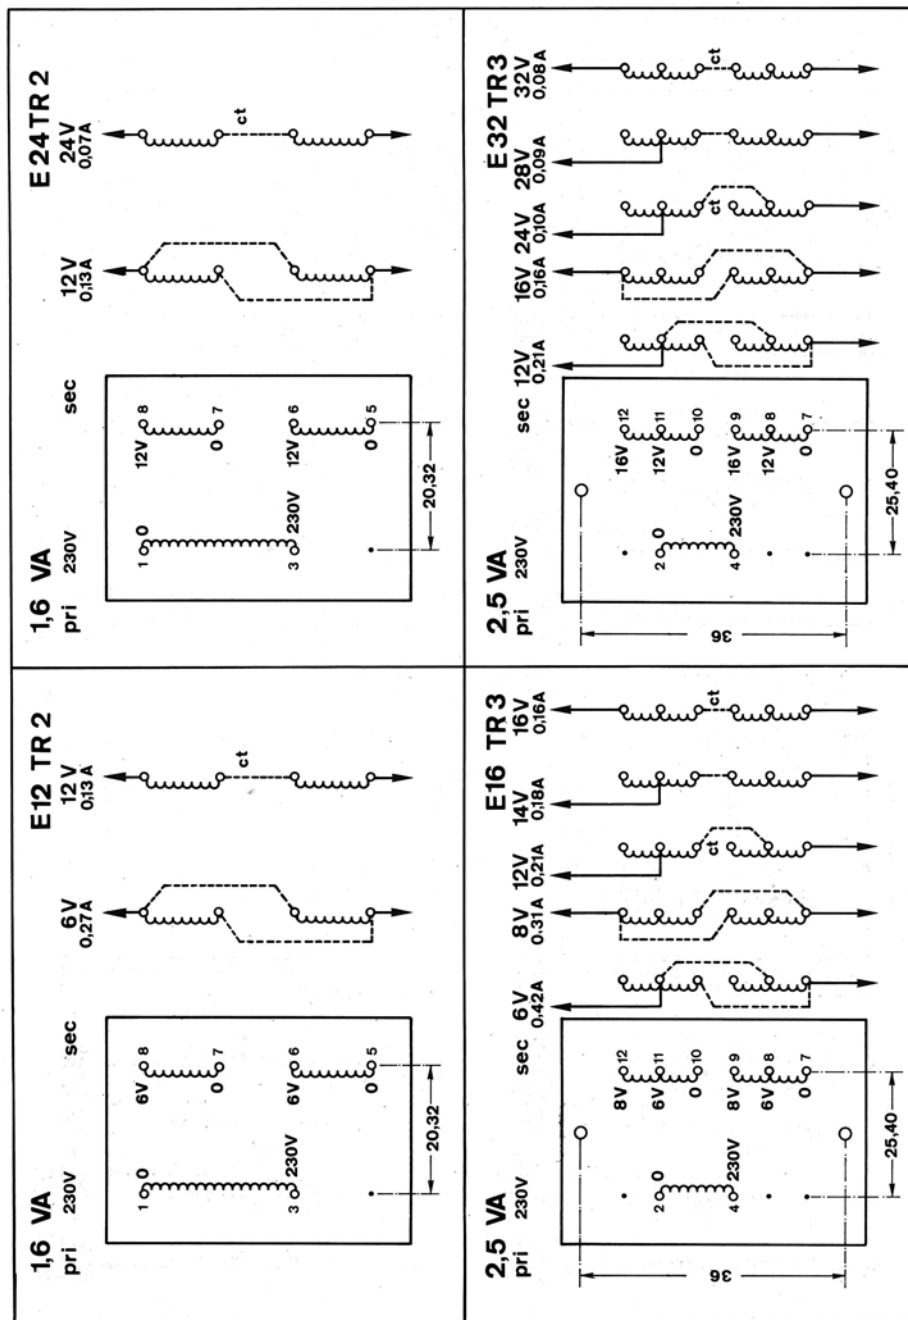 1,6 VA
E12 TR 2
pri 230V
sec
6V
0,27A
12V
0,13A
1 0
3 230V
6V 8
0 7
6V 6
0 5
20,32
ct
1,6 VA
E24 TR 2
pri 230V
sec
12V
0,13A
24V
0,07A
1 0
3 230V
12V 8
0 7
12V 6
0 5
20,32
ct
2,5 VA
E16 TR 3
pri 230V
sec
6V
0,42A
8V
0.31A
12V
0,21A
14V
0,18A
16V
0,16A
2 0
4 230V
8V 12
6V 11
0 10
8V 9
6V 8
0 7
36
25,40
ct
ct
2,5 VA
E32 TR 3
pri 230V
sec
12V
0,21A
16V
0,16A
24V
0,10A
28V
0,09A
32V
0,08A
2 0
4 230V
16V 12
12V 11
0 10
16V 9
12V 8
0 7
36
25,40
ct
ct